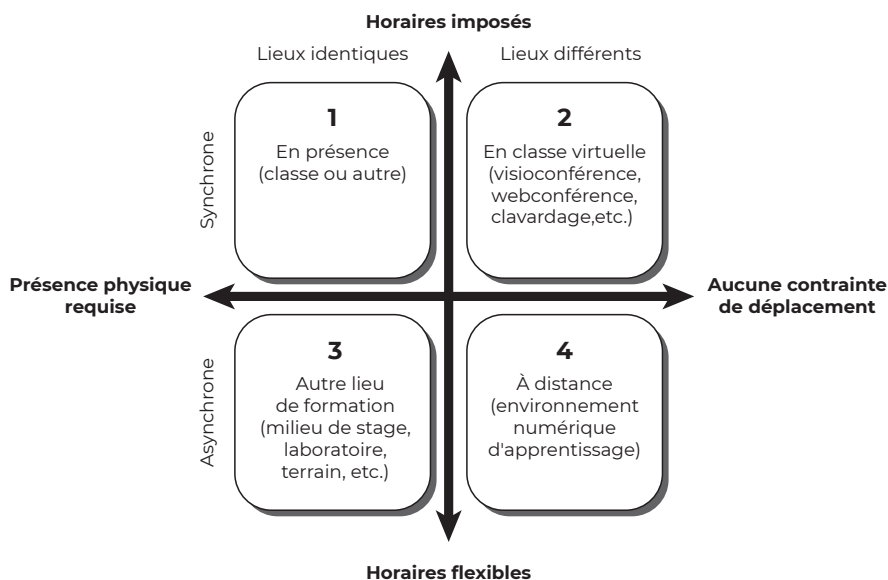 Horaires imposés
Lieux identiques
Lieux différents
Synchrone
1
En présence
(classe ou autre)
2
En classe virtuelle
(visioconférence,
webconférence,
clavardage,etc.)
Présence physique
requise
Aucune contrainte
de déplacement
Asynchrone
3
Autre lieu
de formation
(milieu de stage,
laboratoire,
terrain, etc.)
4
À distance
(environnement
numérique
d'apprentissage)
Horaires flexibles